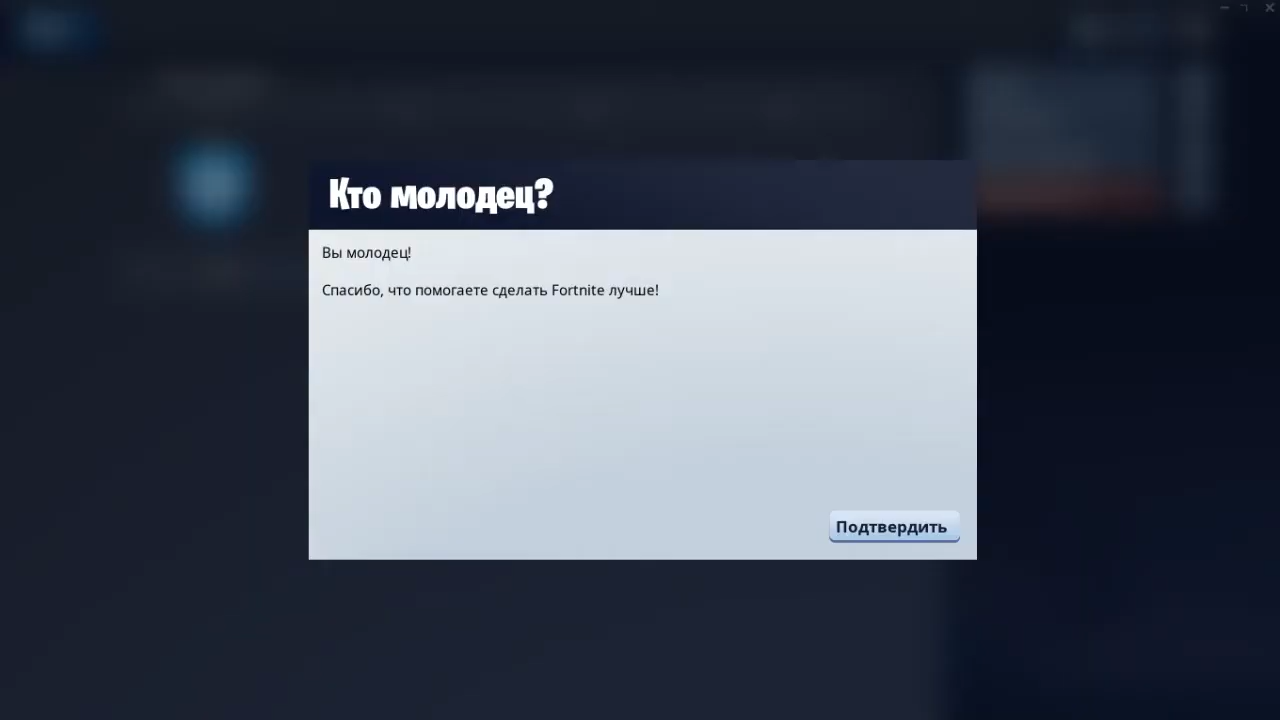 Кто молодец?
Вы молодец!
Спасибо, что помогаете сделать Fortnite лучше!
Подтвердить